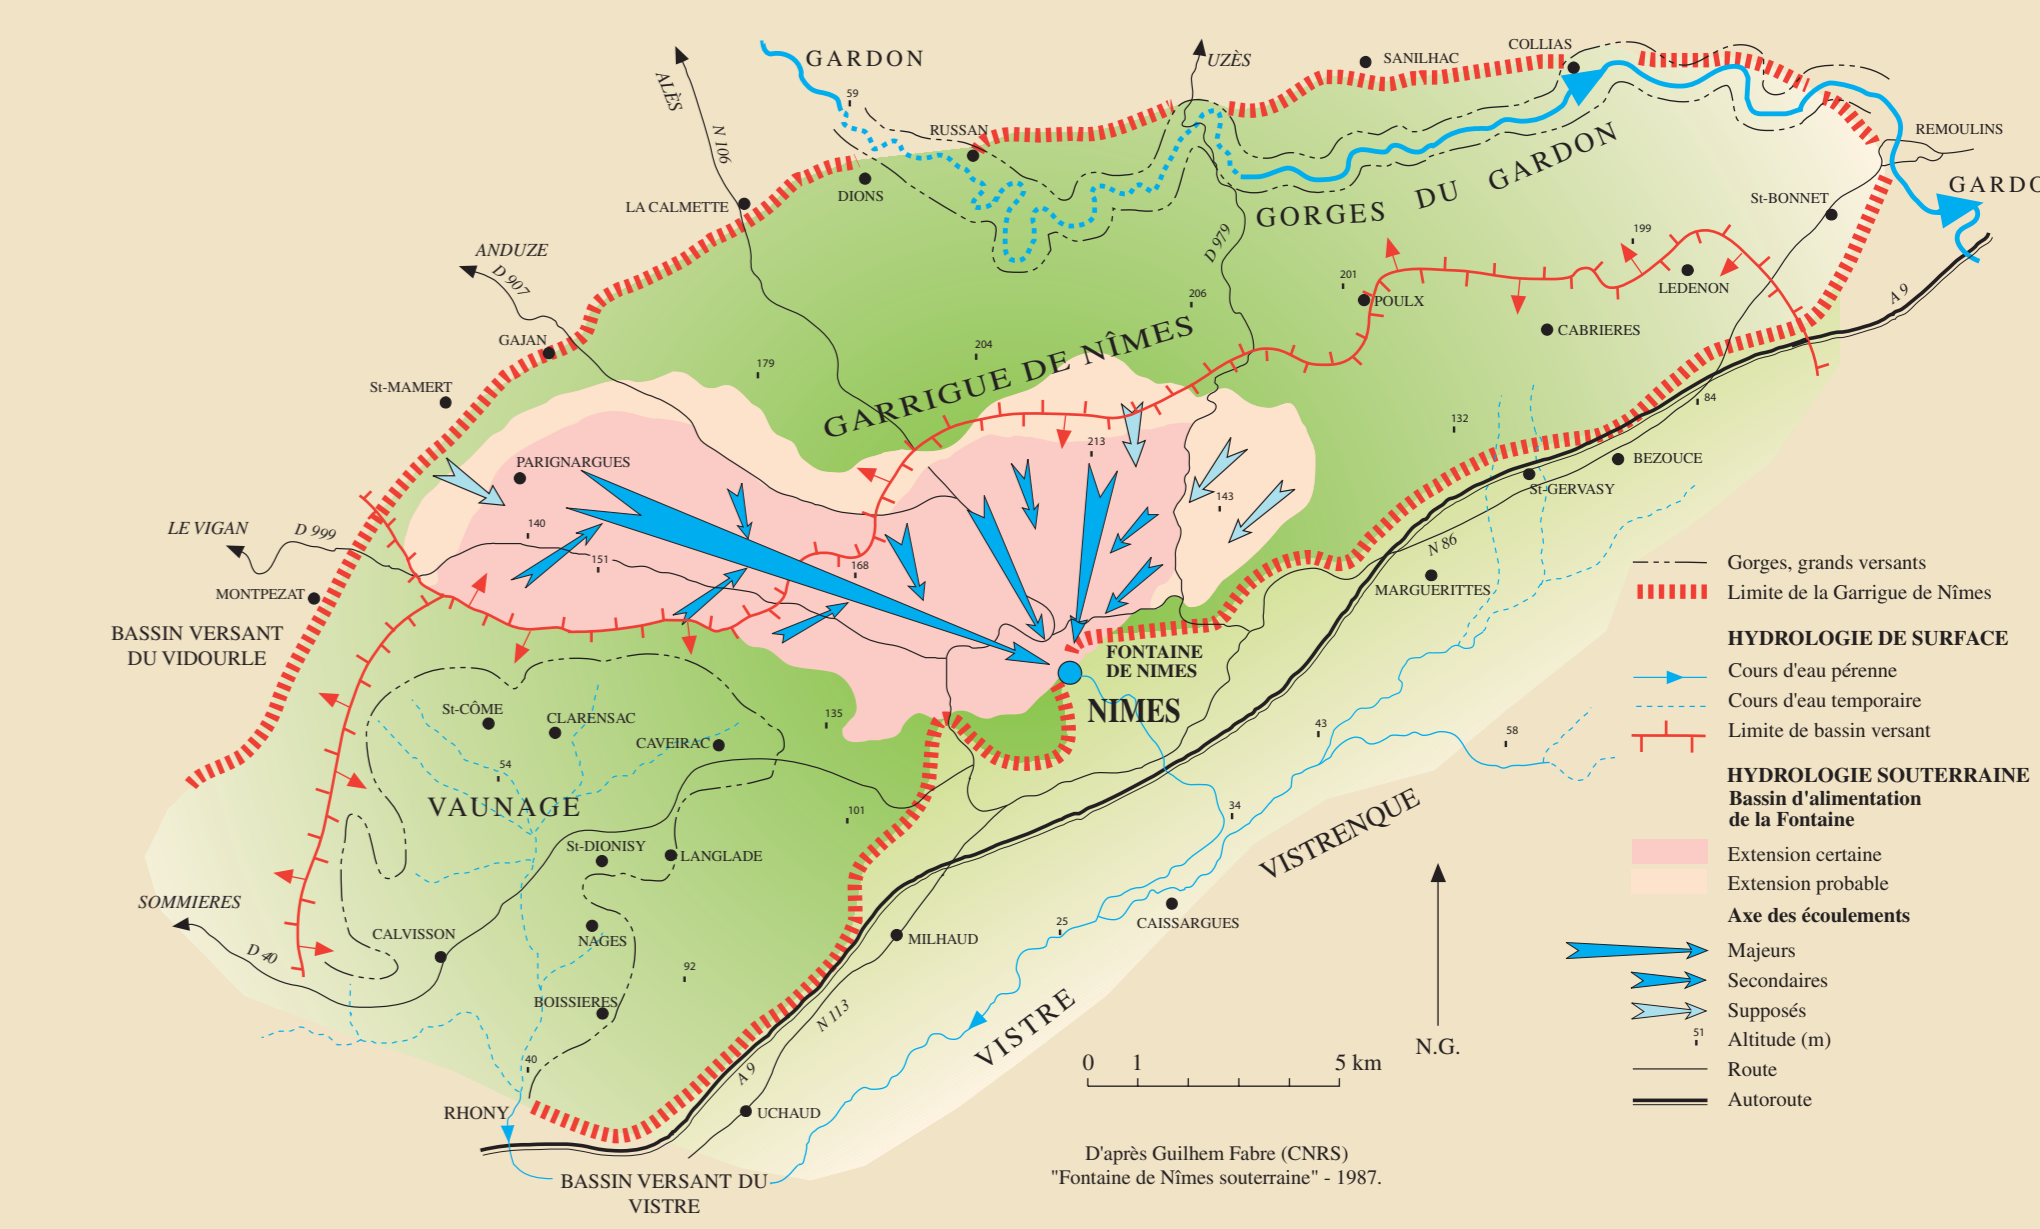 GARDON
UZÈS
SANILHAC
COLLIAS
ALÈS
N 106
59
RUSSAN
REMOULINS
GARDO
DIONS
LA CALMETTE
St-BONNET
GORGES DU GARDON
ANDUZE
D 907
D 979
199
201
206
POULX
LEDENON
A 9
CABRIERES
GAJAN
204
179
GARRIGUE DE NÎMES
St-MAMERT
84
132
213
PARIGNARGUES
BEZOUCE
St-GERVASY
143
LE VIGAN
D 999
140
151
168
N 86
MONTPEZAT
MARGUERITTES
BASSIN VERSANT
DU VIDOURLE
FONTAINE
DE NIMES
NIMES
St-CÔME
CLARENSAC
CAVEIRAC
135
43
58
54
VAUNAGE
101
34
VISTRENQUE
St-DIONISY
LANGLADE
SOMMIERES
D 40
CALVISSON
NAGES
MILHAUD
25
CAISSARGUES
92
BOISSIERES
N 113
VISTRE
40
A 9
RHONY
UCHAUD
BASSIN VERSANT DU
VISTRE
0 1 5 km
N.G.
D'après Guilhem Fabre (CNRS)
"Fontaine de Nîmes souterraine" - 1987.
Gorges, grands versants
Limite de la Garrigue de Nîmes
HYDROLOGIE DE SURFACE
Cours d'eau pérenne
Cours d'eau temporaire
Limite de bassin versant
HYDROLOGIE SOUTERRAINE
Bassin d'alimentation
de la Fontaine
Extension certaine
Extension probable
Axe des écoulements
Majeurs
Secondaires
Supposés
51
Altitude (m)
Route
Autoroute